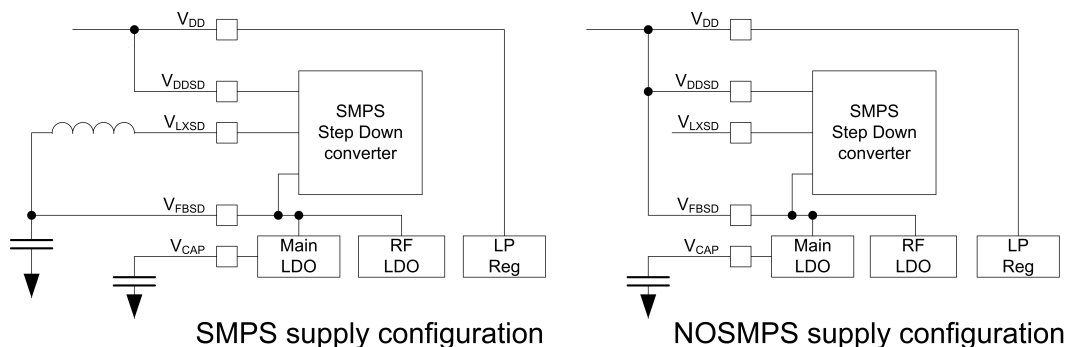 VDD
VDDSD
SMPS
Step Down
converter
VLXSD
VFBSD
VCAP
Main
LDO
RF
LDO
LP
Reg
SMPS supply configuration
VDD
VDDSD
SMPS
Step Down
converter
VLXSD
VFBSD
VCAP
Main
LDO
RF
LDO
LP
Reg
NOSMPS supply configuration